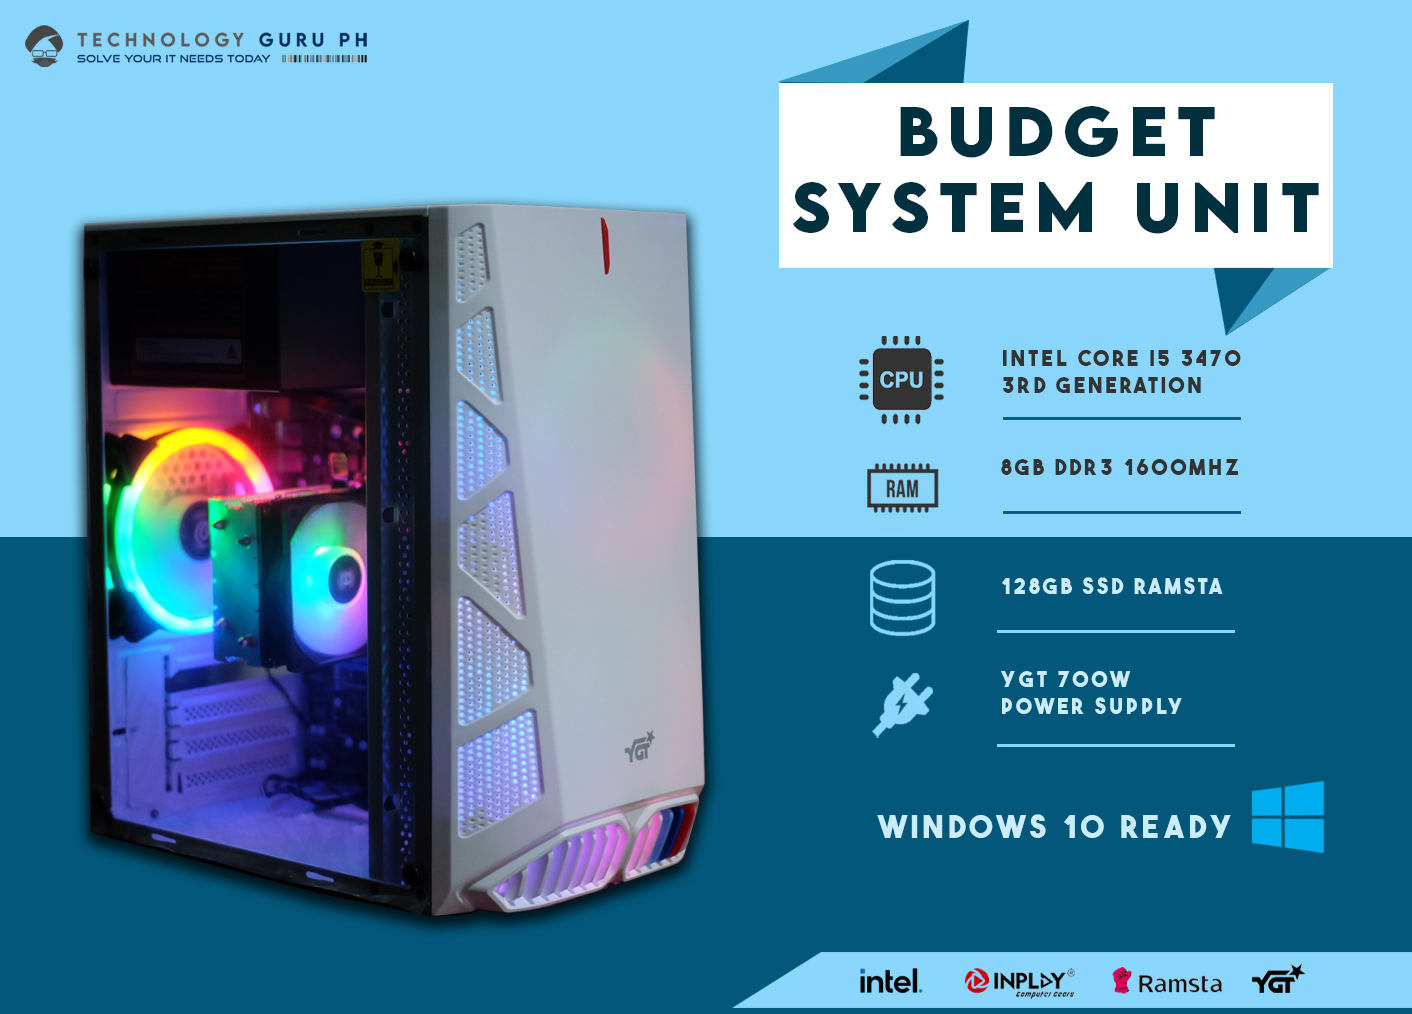 TECHNOLOGY GURU PH
SOLVE YOUR IT NEEDS TODAY
BUDGET
SYSTEM UNIT
CPU
INTEL CORE I5 3470
3RD GENERATION
RAM
8GB DDR3 1600MHZ
128GB SSD RAMSTA
YGT 700W
POWER SUPPLY
WINDOWS 10 READY
YGT
intel.
INPLAY®
computer Gears
Ramsta
YGT